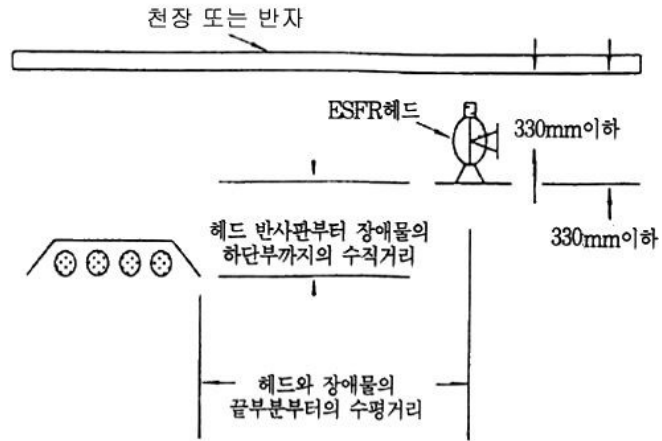 천장 또는 반자
ESFR헤드
330mm이하
헤드 반사판부터 장애물의
하단부까지의 수직거리
330mm이하
헤드와 장애물의
끝부분부터의 수평거리